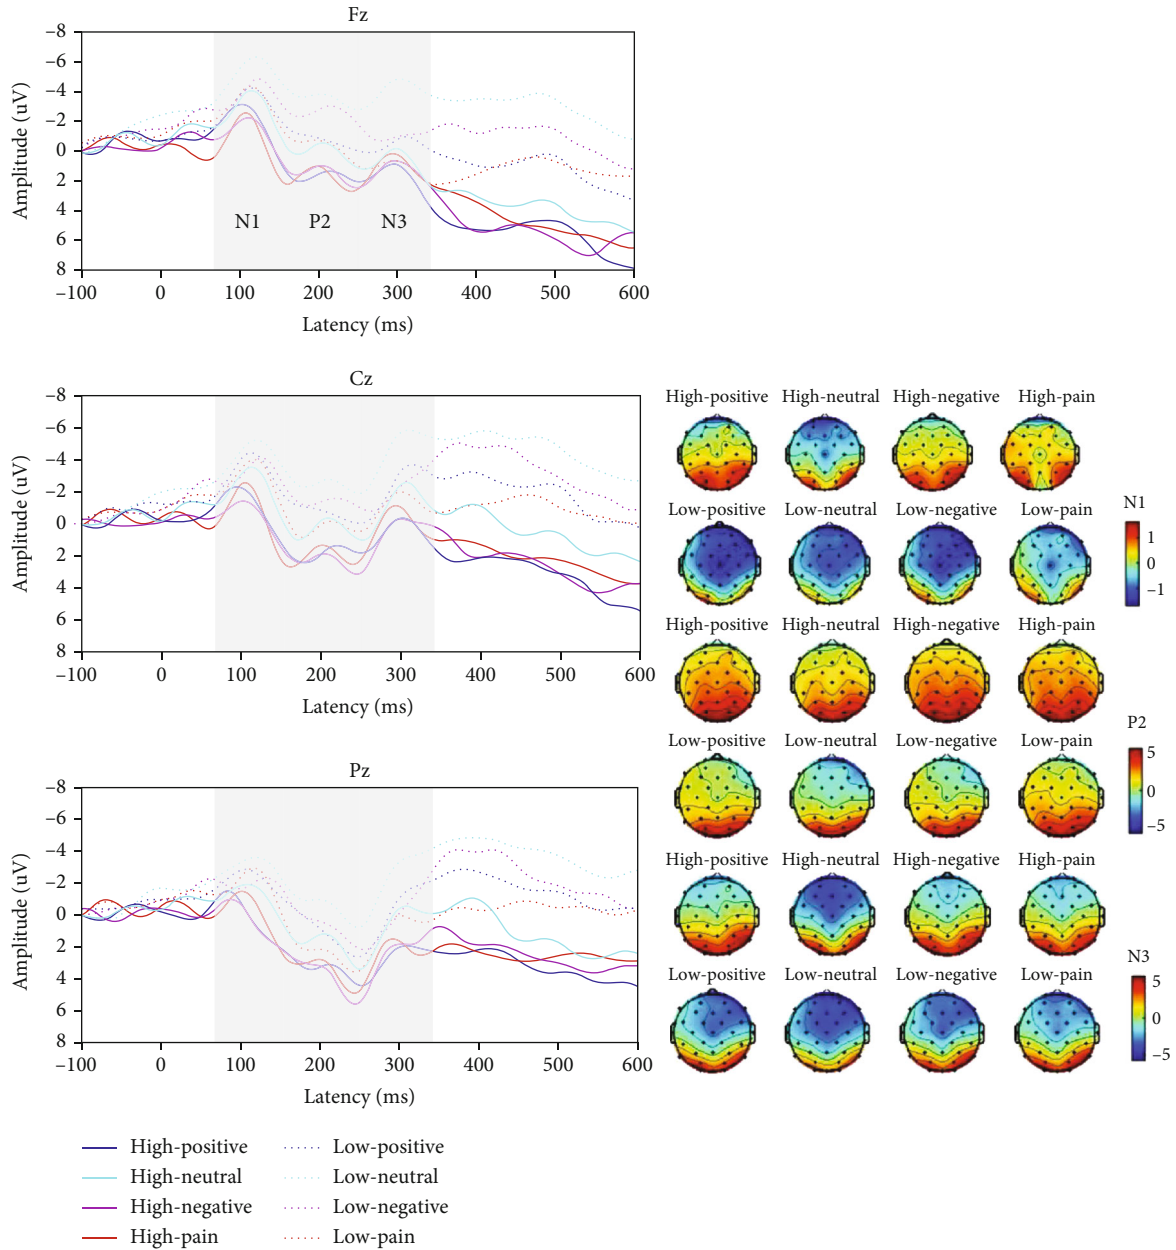 Fz
–8
–6
–4
–2
0
2
4
6
8
Amplitude (uV)
N1 P2 N3
–100 0 100 200 300 400 500 600
Latency (ms)
Cz
–8
–6
–4
–2
0
2
4
6
8
Amplitude (uV)
–100 0 100 200 300 400 500 600
Latency (ms)
Pz
–8
–6
–4
–2
0
2
4
6
8
Amplitude (uV)
–100 0 100 200 300 400 500 600
Latency (ms)
High-positive Low-positive
High-neutral Low-neutral
High-negative Low-negative
High-pain Low-pain
High-positive High-neutral High-negative High-pain
Low-positive Low-neutral Low-negative Low-pain
N1
1
0
–1
High-positive High-neutral High-negative High-pain
Low-positive Low-neutral Low-negative Low-pain
P2
5
0
–5
High-positive High-neutral High-negative High-pain
Low-positive Low-neutral Low-negative Low-pain
N3
5
0
–5